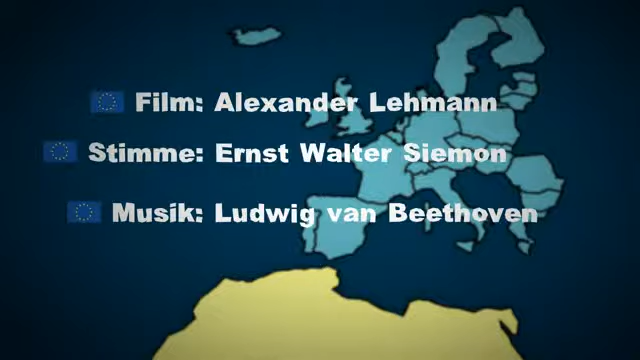 Film: Alexander Lehmann
Stimme: Ernst Walter Siemon
Musik: Ludwig van Beethoven